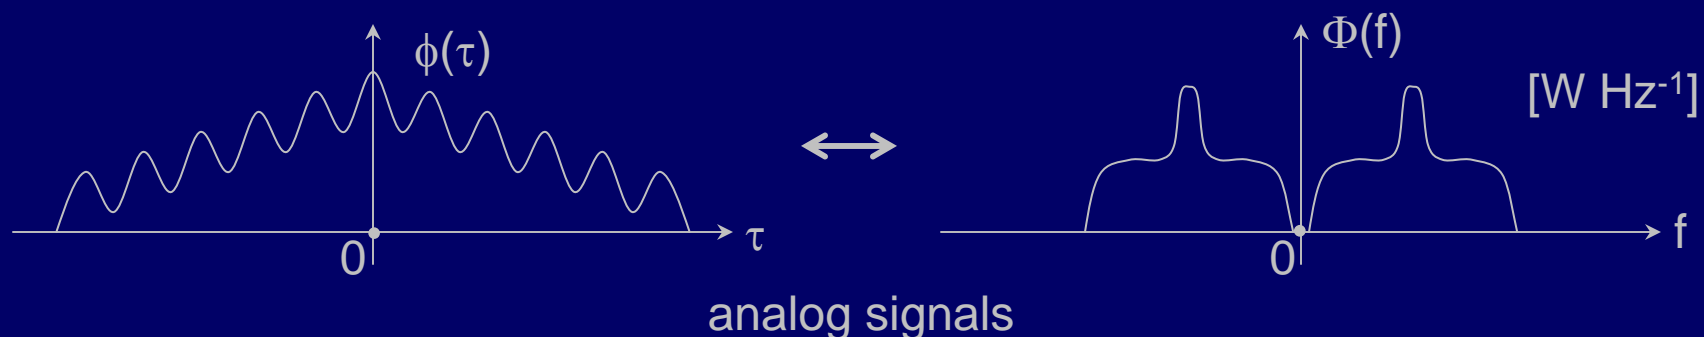 ϕ(τ)
Φ(f)
[W Hz⁻¹]
τ
f
0
0
analog signals